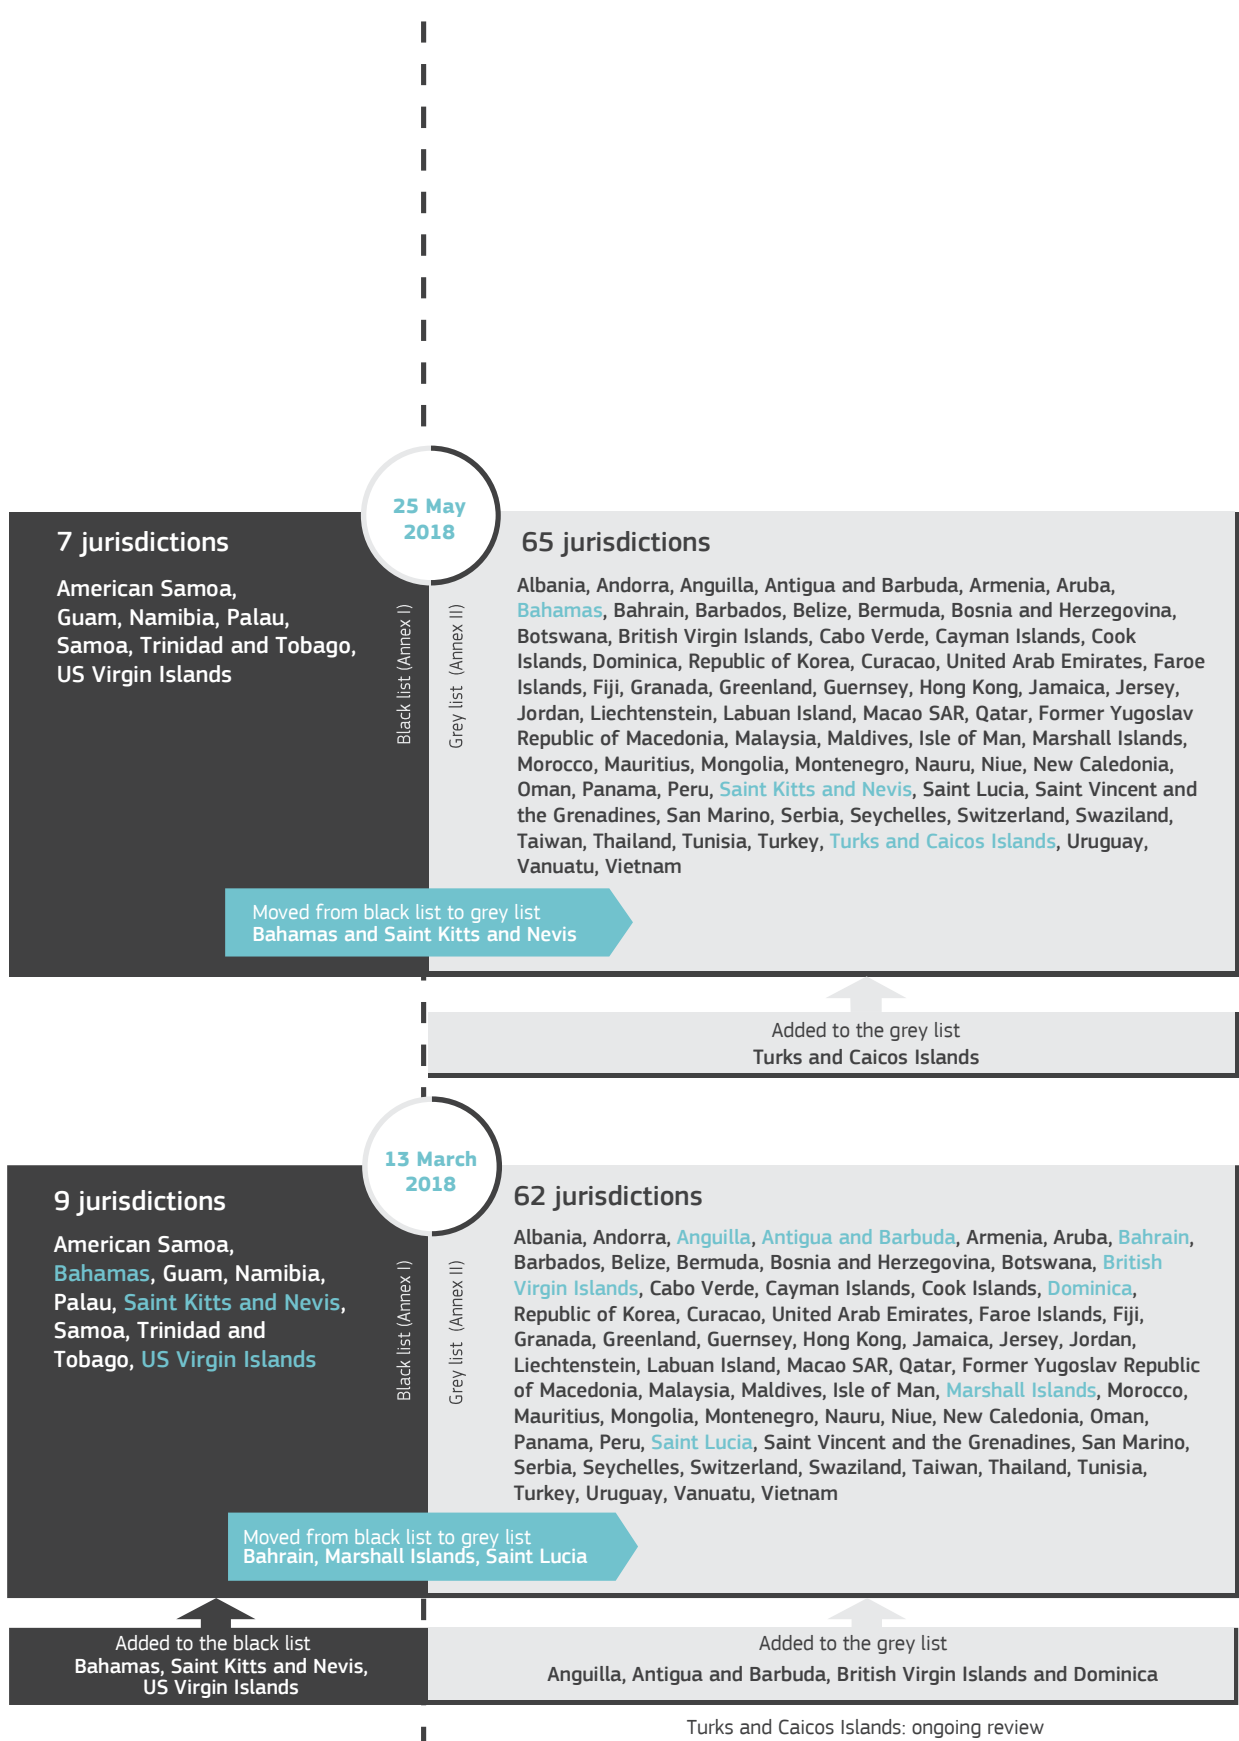 25 May
2018
7 jurisdictions
American Samoa,
Guam, Namibia, Palau,
Samoa, Trinidad and Tobago,
US Virgin Islands
Black list (Annex I)
Grey list (Annex II)
65 jurisdictions
Albania, Andorra, Anguilla, Antigua and Barbuda, Armenia, Aruba,
Bahamas, Bahrain, Barbados, Belize, Bermuda, Bosnia and Herzegovina,
Botswana, British Virgin Islands, Cabo Verde, Cayman Islands, Cook
Islands, Dominica, Republic of Korea, Curacao, United Arab Emirates, Faroe
Islands, Fiji, Granada, Greenland, Guernsey, Hong Kong, Jamaica, Jersey,
Jordan, Liechtenstein, Labuan Island, Macao SAR, Qatar, Former Yugoslav
Republic of Macedonia, Malaysia, Maldives, Isle of Man, Marshall Islands,
Morocco, Mauritius, Mongolia, Montenegro, Nauru, Niue, New Caledonia,
Oman, Panama, Peru, Saint Kitts and Nevis, Saint Lucia, Saint Vincent and
the Grenadines, San Marino, Serbia, Seychelles, Switzerland, Swaziland,
Taiwan, Thailand, Tunisia, Turkey, Turks and Caicos Islands, Uruguay,
Vanuatu, Vietnam
Moved from black list to grey list
Bahamas and Saint Kitts and Nevis
Added to the grey list
Turks and Caicos Islands
13 March
2018
9 jurisdictions
American Samoa,
Bahamas, Guam, Namibia,
Palau, Saint Kitts and Nevis,
Samoa, Trinidad and
Tobago, US Virgin Islands
Black list (Annex I)
Grey list (Annex II)
62 jurisdictions
Albania, Andorra, Anguilla, Antigua and Barbuda, Armenia, Aruba, Bahrain,
Barbados, Belize, Bermuda, Bosnia and Herzegovina, Botswana, British
Virgin Islands, Cabo Verde, Cayman Islands, Cook Islands, Dominica,
Republic of Korea, Curacao, United Arab Emirates, Faroe Islands, Fiji,
Granada, Greenland, Guernsey, Hong Kong, Jamaica, Jersey, Jordan,
Liechtenstein, Labuan Island, Macao SAR, Qatar, Former Yugoslav Republic
of Macedonia, Malaysia, Maldives, Isle of Man, Marshall Islands, Morocco,
Mauritius, Mongolia, Montenegro, Nauru, Niue, New Caledonia, Oman,
Panama, Peru, Saint Lucia, Saint Vincent and the Grenadines, San Marino,
Serbia, Seychelles, Switzerland, Swaziland, Taiwan, Thailand, Tunisia,
Turkey, Uruguay, Vanuatu, Vietnam
Moved from black list to grey list
Bahrain, Marshall Islands, Saint Lucia
Added to the black list
Bahamas, Saint Kitts and Nevis,
US Virgin Islands
Added to the grey list
Anguilla, Antigua and Barbuda, British Virgin Islands and Dominica
Turks and Caicos Islands: ongoing review